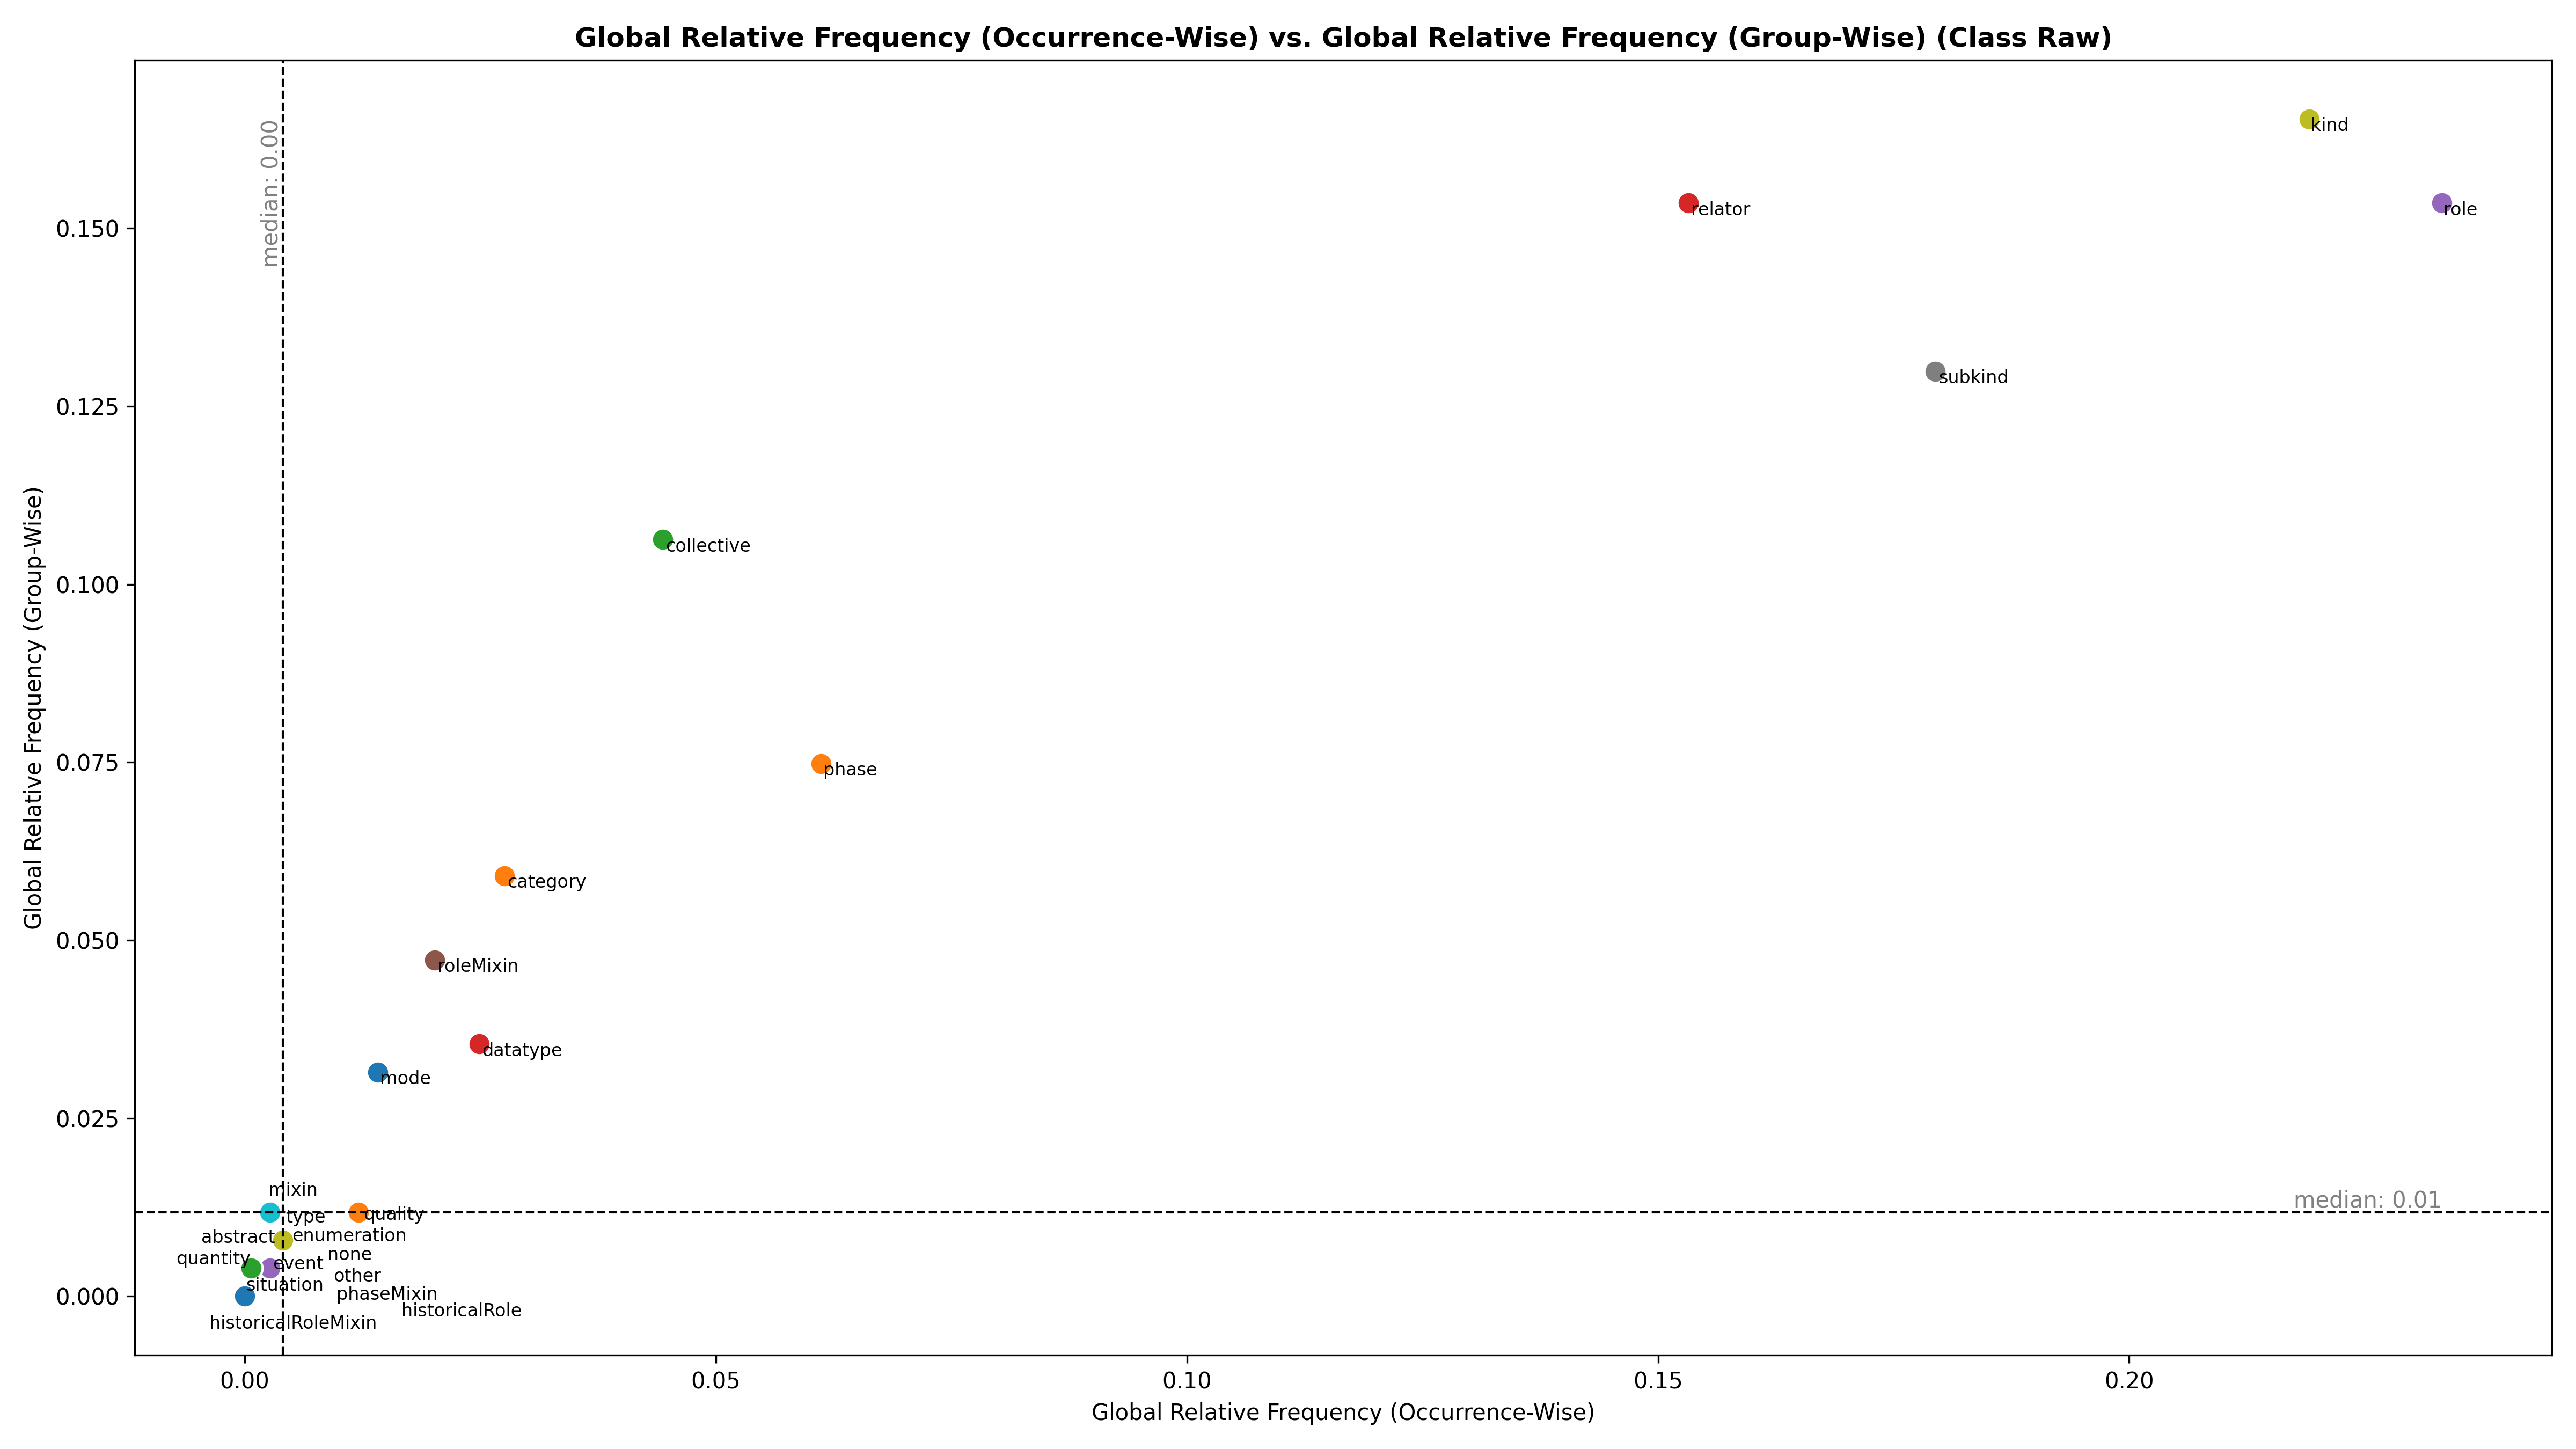 Global Relative Frequency (Occurrence-Wise) vs. Global Relative Frequency (Group-Wise) (Class Raw)
median: 0.00
kind
relator
role
0.150
subkind
0.125
collective
0.100
phase
0.075
category
0.050
roleMixin
datatype
mode
0.025
mixin
median: 0.01
type
quality
abstract
enumeration
none
quantity
event
other
situation
0.000
phaseMixin
historicalRole
historicalRoleMixin
Global Relative Frequency (Group-Wise)
0.00
0.05
0.10
0.15
0.20
Global Relative Frequency (Occurrence-Wise)